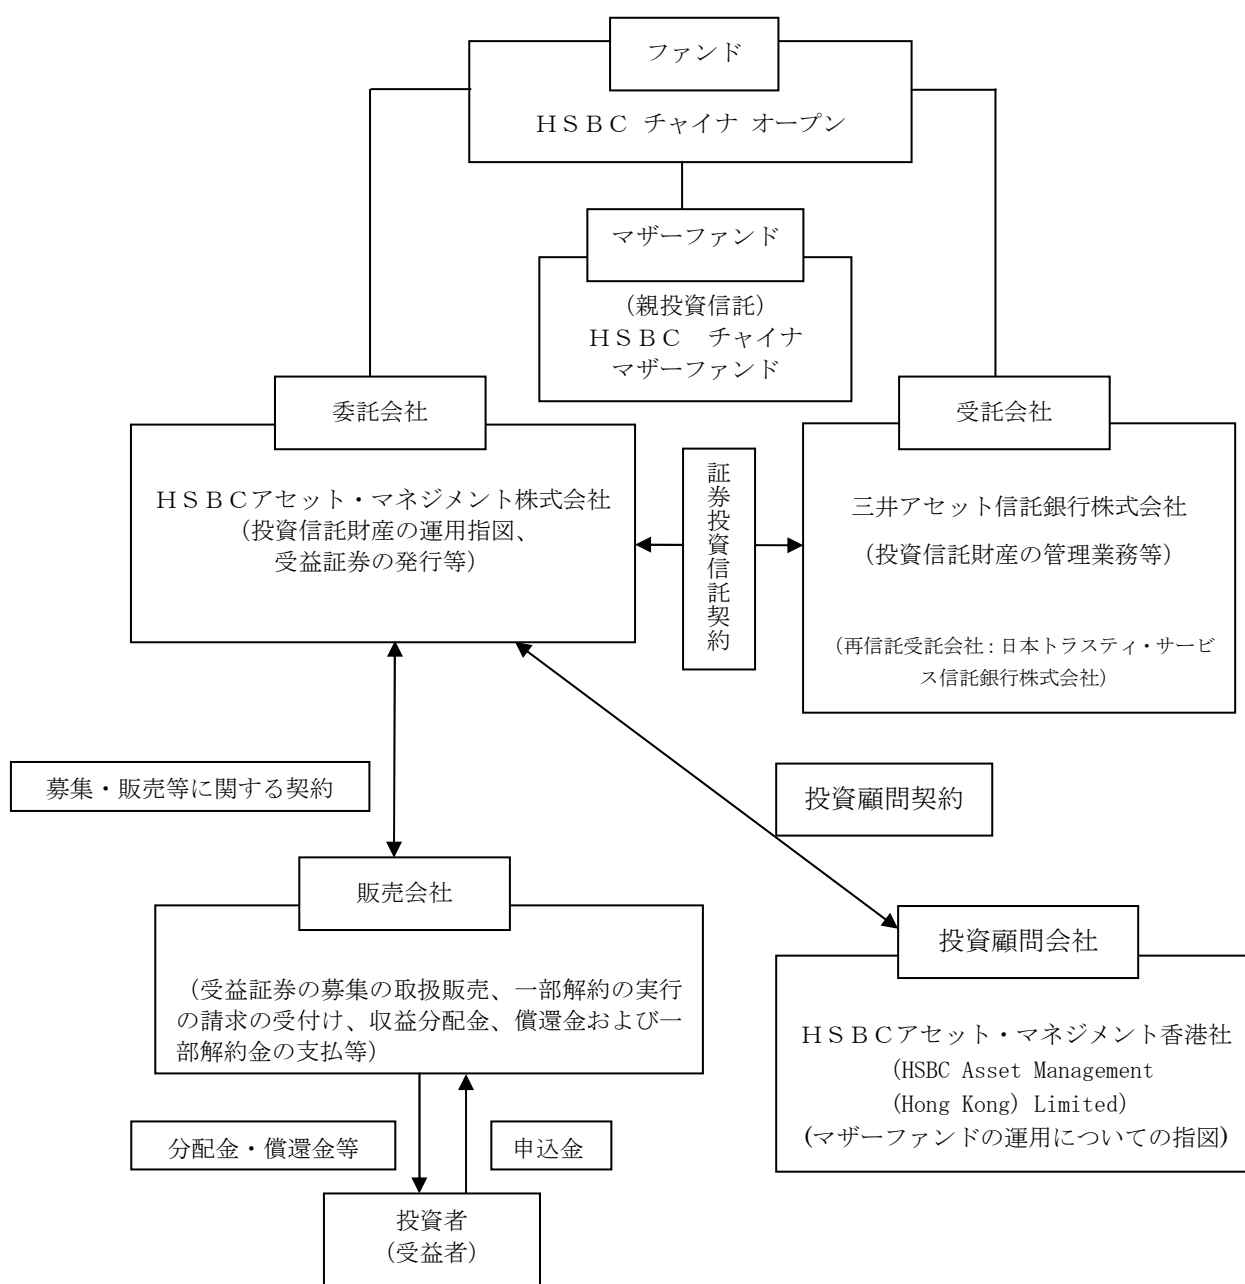 ファンド
HSBC チャイナ オープン
マザーファンド
(親投資信託)
HSBC チャイナ
マザーファンド
委託会社
HSBCアセット・マネジメント株式会社
(投資信託財産の運用指図、
受益証券の発行等)
証券投資信託契約
受託会社
三井アセット信託銀行株式会社
(投資信託財産の管理業務等)
(再信託受託会社:日本トラスティ・サービ
ス信託銀行株式会社)
募集・販売等に関する契約
投資顧問契約
販売会社
(受益証券の募集の取扱販売、一部解約の実行
の請求の受付け、収益分配金、償還金および一
部解約金の支払等)
投資顧問会社
HSBCアセット・マネジメント香港社
(HSBC Asset Management
(Hong Kong) Limited)
(マザーファンドの運用についての指図)
分配金・償還金等
申込金
投資者
(受益者)